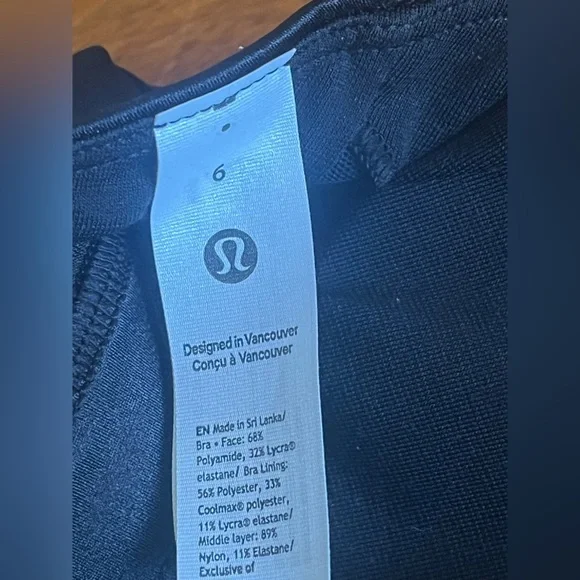 6
Designed in Vancouver
Conçu à Vancouver
EN Made in Sri Lanka/
Bra • Face: 68%
Polyamide, 32% Lycra®
elastane/ Bra Lining:
56% Polyester, 33%
Coolmax® polyester,
11% Lycra® elastane/
Middle layer: 89%
Nylon, 11% Elastane/
Exclusive of